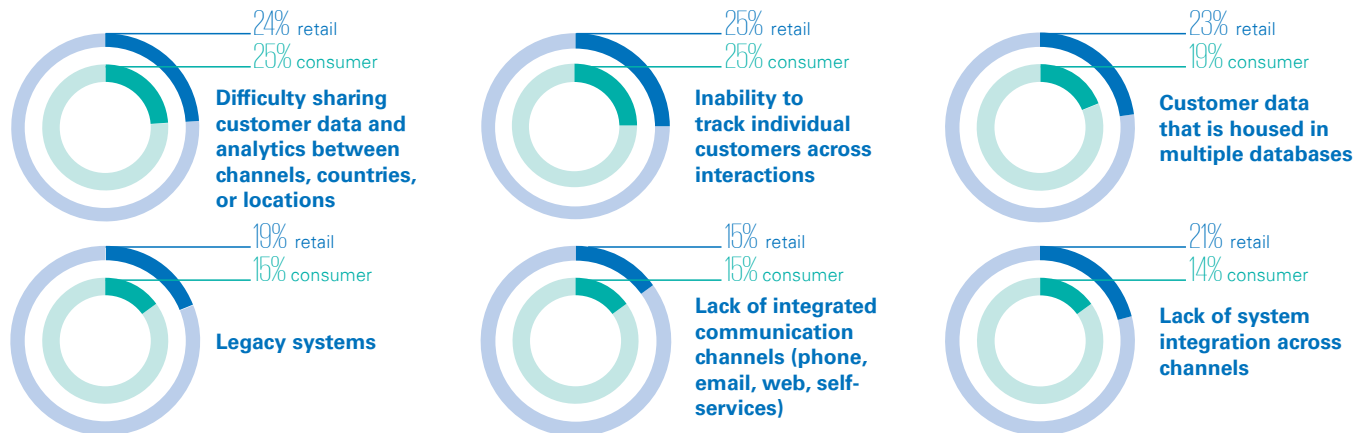 24% retail
25% consumer
Difficulty sharing
customer data and
analytics between
channels, countries,
or locations
25% retail
25% consumer
Inability to
track individual
customers across
interactions
23% retail
19% consumer
Customer data
that is housed in
multiple databases
19% retail
15% consumer
Legacy systems
15% retail
15% consumer
Lack of integrated
communication
channels (phone,
email, web, self-
services)
21% retail
14% consumer
Lack of system
integration across
channels